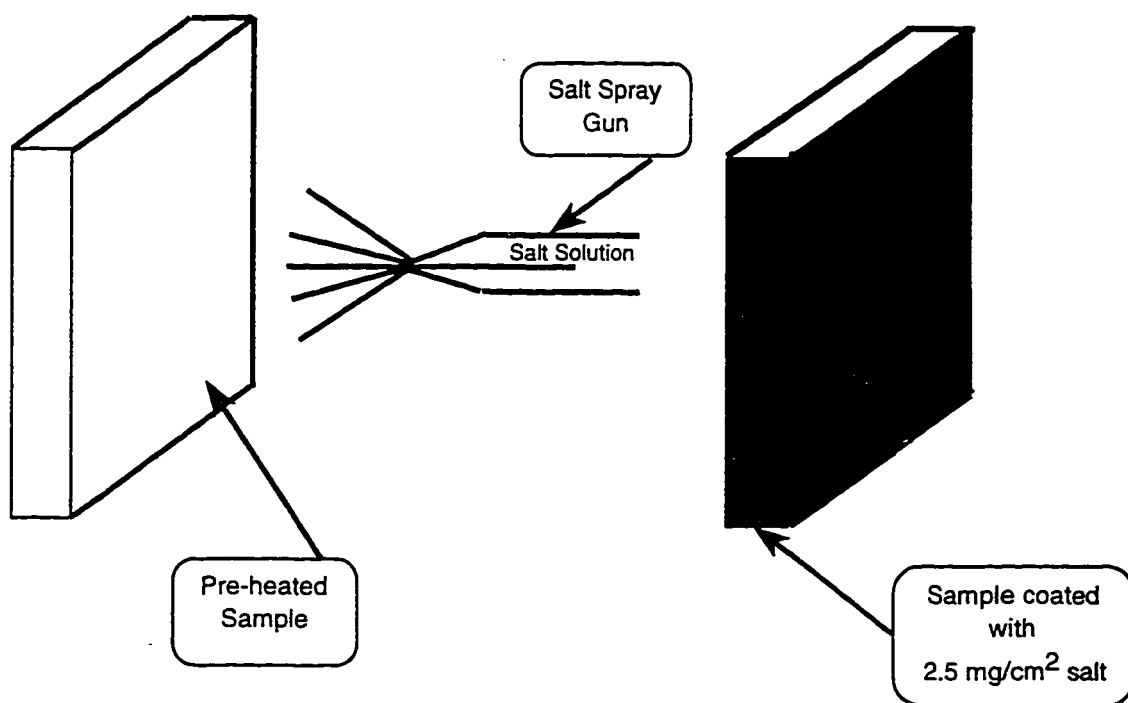 Salt Spray
Gun
Salt Solution
Pre-heated
Sample
Sample coated
with
2.5 mg/cm² salt